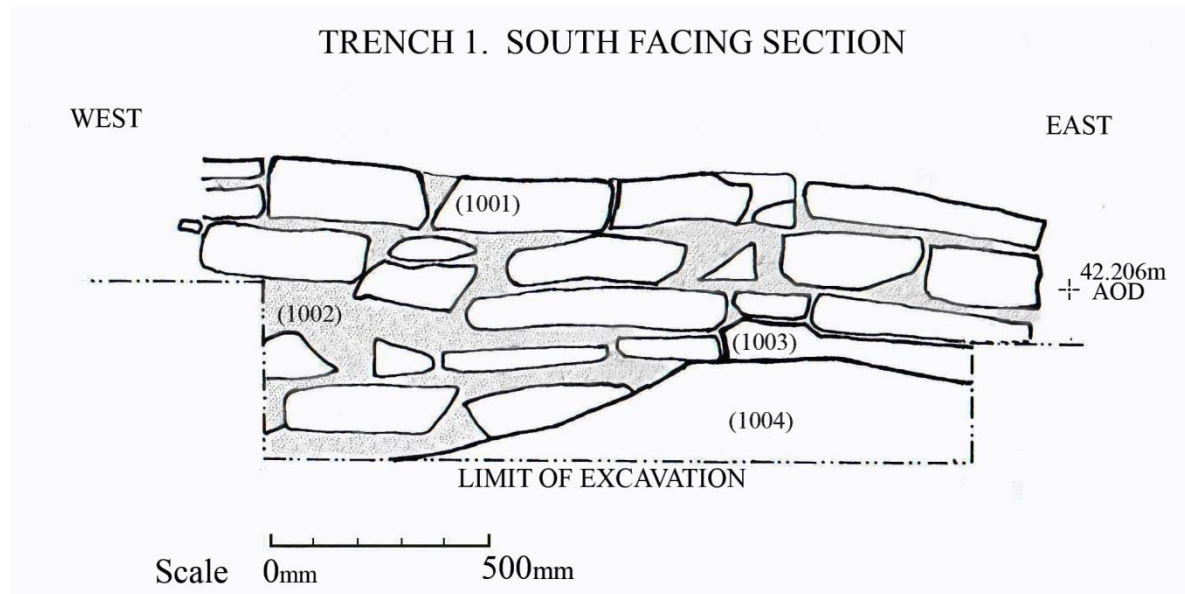 TRENCH 1. SOUTH FACING SECTION
WEST
EAST
(1001)
42.206m
AOD
(1002)
(1003)
(1004)
LIMIT OF EXCAVATION
Scale 0mm 500mm